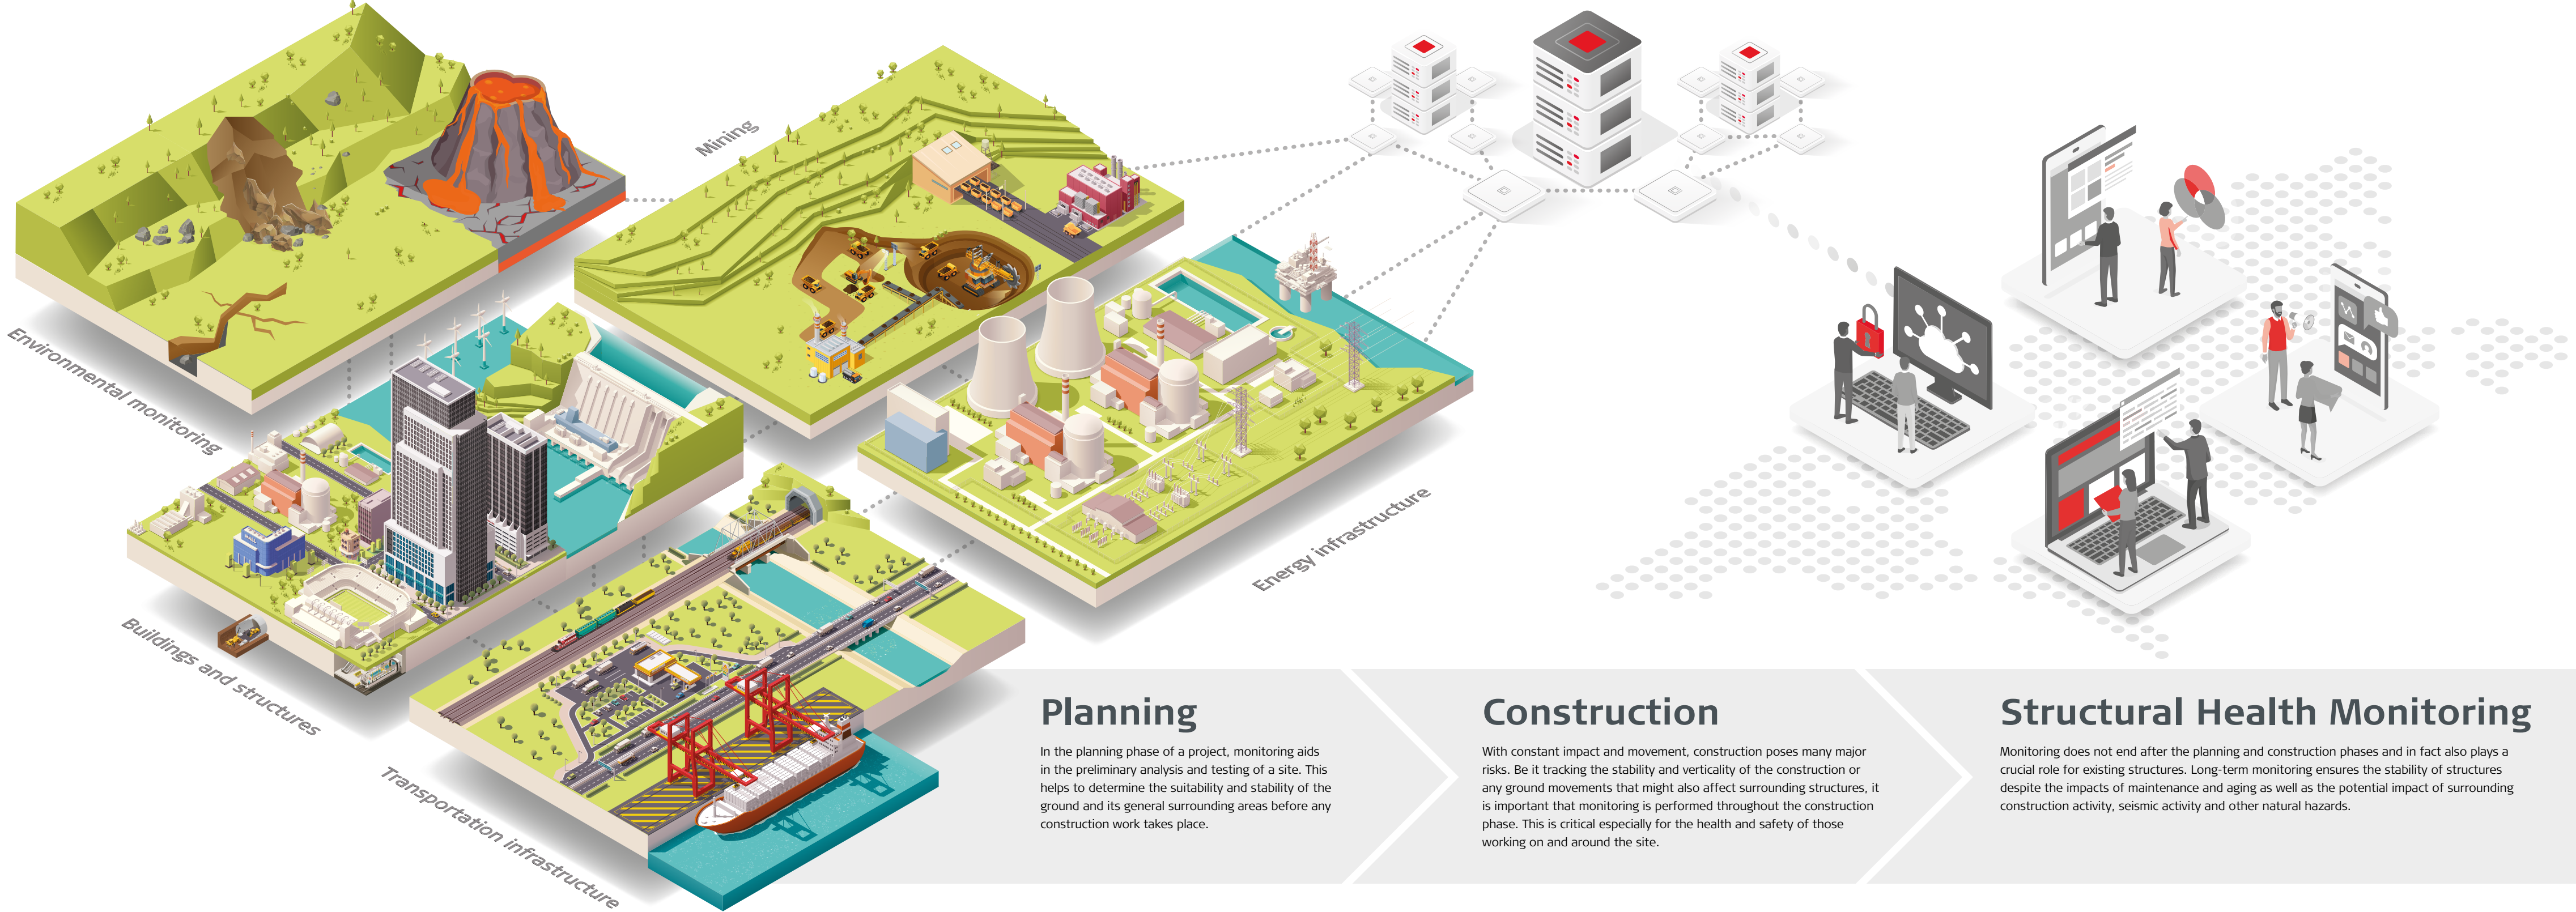 Mining
Environmental monitoring
Energy infrastructure
Buildings and structures
Transportation infrastructure
MALL
Planning
In the planning phase of a project, monitoring aids
in the preliminary analysis and testing of a site. This
helps to determine the suitability and stability of the
ground and its general surrounding areas before any
construction work takes place.
Construction
With constant impact and movement, construction poses many major
risks. Be it tracking the stability and verticality of the construction or
any ground movements that might also affect surrounding structures, it
is important that monitoring is performed throughout the construction
phase. This is critical especially for the health and safety of those
working on and around the site.
Structural Health Monitoring
Monitoring does not end after the planning and construction phases and in fact also plays a
crucial role for existing structures. Long-term monitoring ensures the stability of structures
despite the impacts of maintenance and aging as well as the potential impact of surrounding
construction activity, seismic activity and other natural hazards.